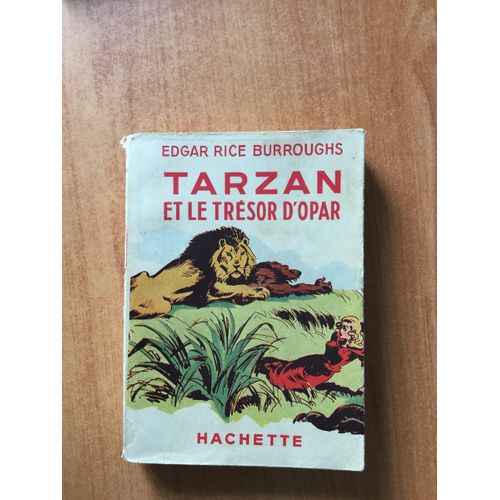 EDGAR RICE BURROUGHS
TARZAN
ET LE TRÉSOR D'OPAR
HACHETTE